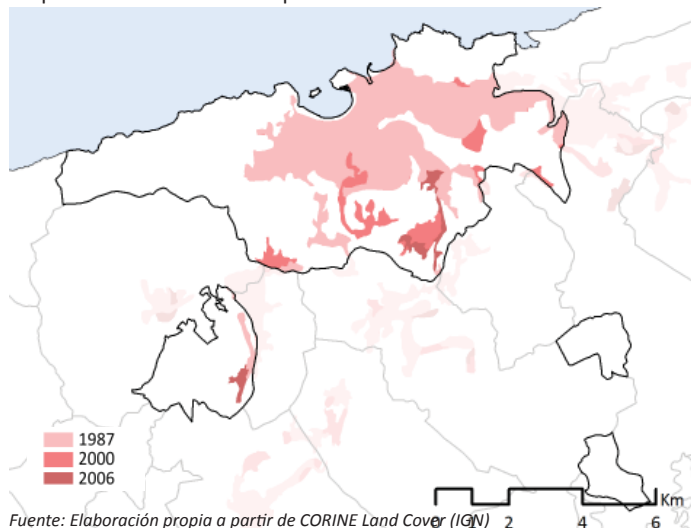 1987
2000
2006
Km
0 1 2 4 6
Fuente: Elaboración propia a partir de CORINE Land Cover (IGN)